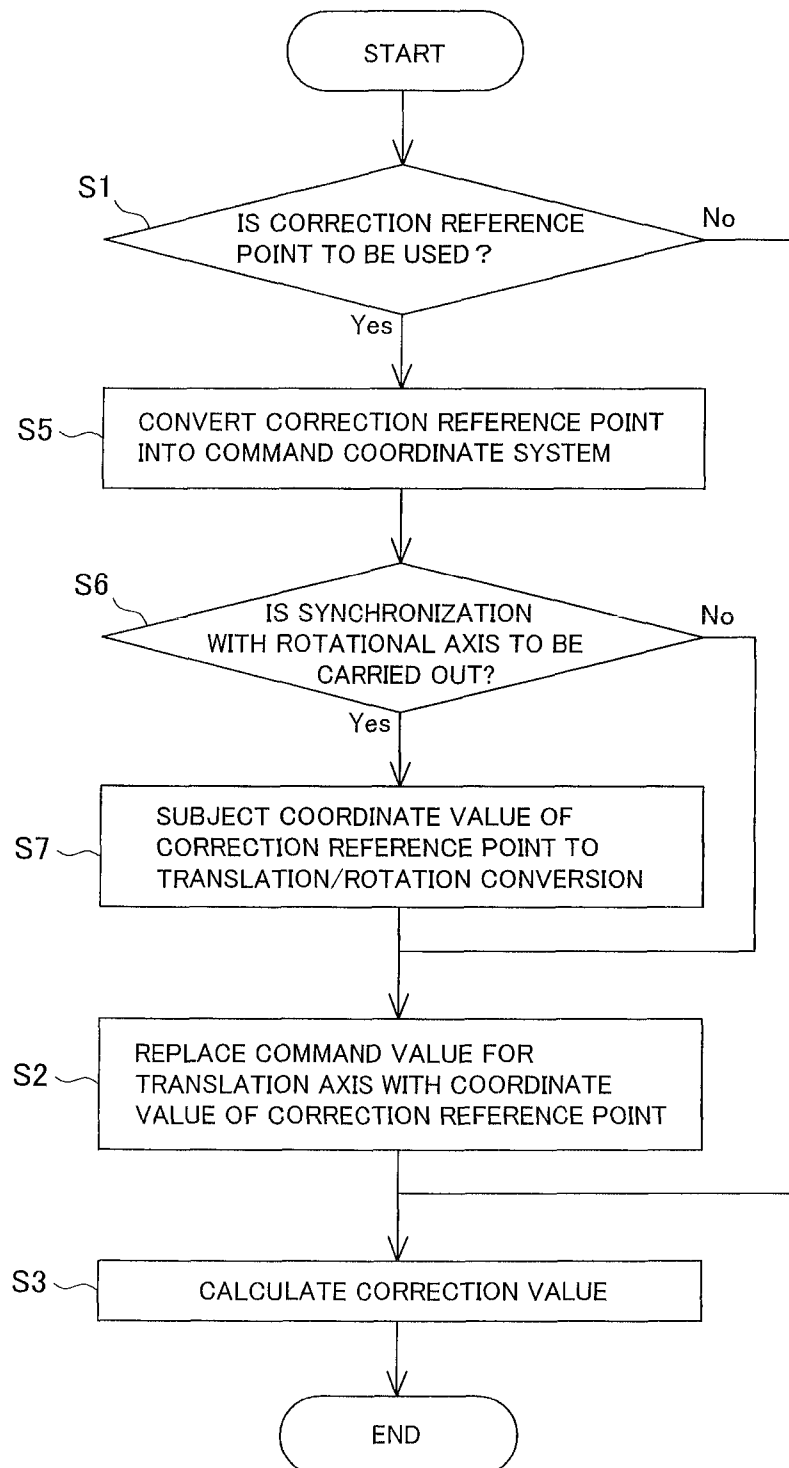 START
S1
IS CORRECTION REFERENCE
POINT TO BE USED?
No
Yes
S5
CONVERT CORRECTION REFERENCE POINT
INTO COMMAND COORDINATE SYSTEM
S6
IS SYNCHRONIZATION
WITH ROTATIONAL AXIS TO BE
CARRIED OUT?
No
Yes
S7
SUBJECT COORDINATE VALUE OF
CORRECTION REFERENCE POINT TO
TRANSLATION/ROTATION CONVERSION
S2
REPLACE COMMAND VALUE FOR
TRANSLATION AXIS WITH COORDINATE
VALUE OF CORRECTION REFERENCE POINT
S3
CALCULATE CORRECTION VALUE
END